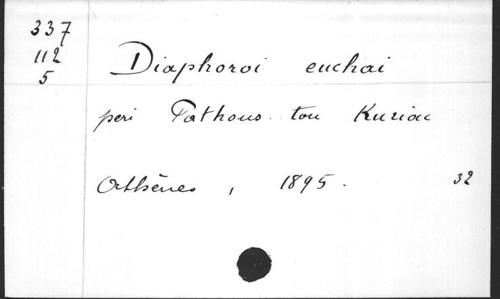 337
112
5
Diaphoroi euchai
peri Pathous tou Kuriou
Athènes, 1895. 32